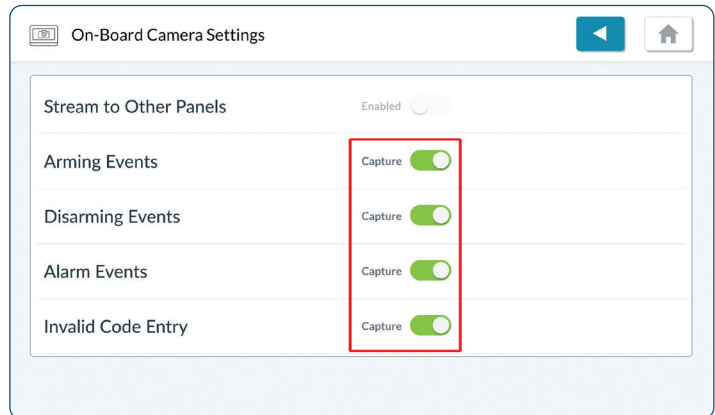 On-Board Camera Settings
Stream to Other Panels Enabled
Arming Events Capture
Disarming Events Capture
Alarm Events Capture
Invalid Code Entry Capture